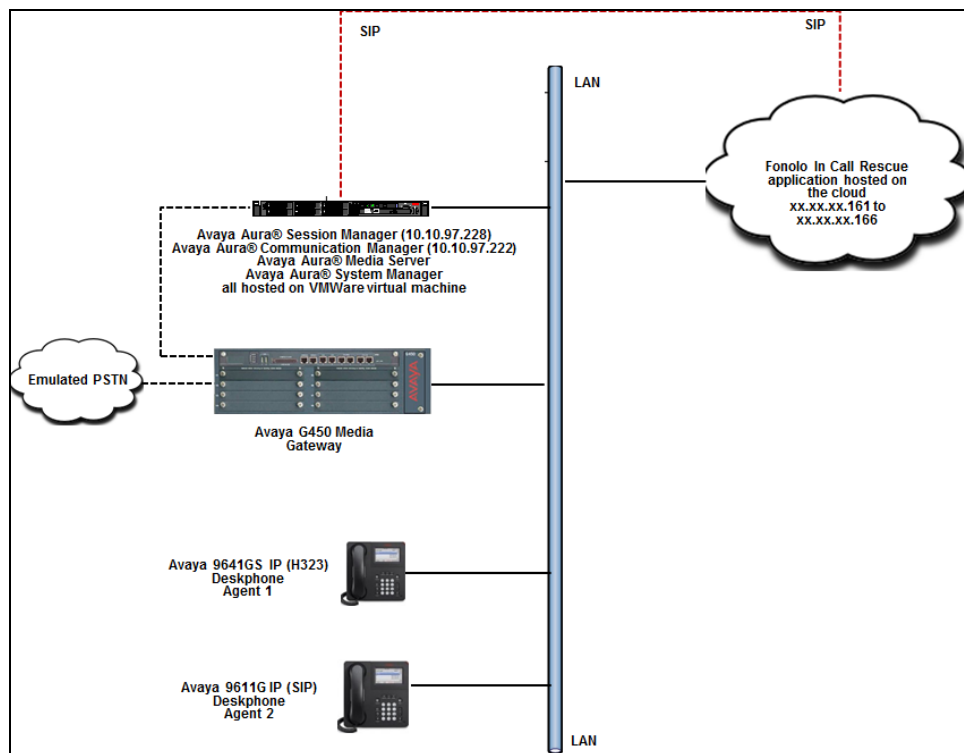 SIP
SIP
LAN
Fonolo In Call Rescue
application hosted on
the cloud
xx.xx.xx.161 to
xx.xx.xx.166
Avaya Aura® Session Manager (10.10.97.228)
Avaya Aura® Communication Manager (10.10.97.222)
Avaya Aura® Media Server
Avaya Aura® System Manager
all hosted on VMWare virtual machine
Emulated PSTN
AVAYA
Avaya G450 Media
Gateway
Avaya 9641GS IP (H323)
Deskphone
Agent 1
Avaya 9611G IP (SIP)
Deskphone
Agent 2
LAN